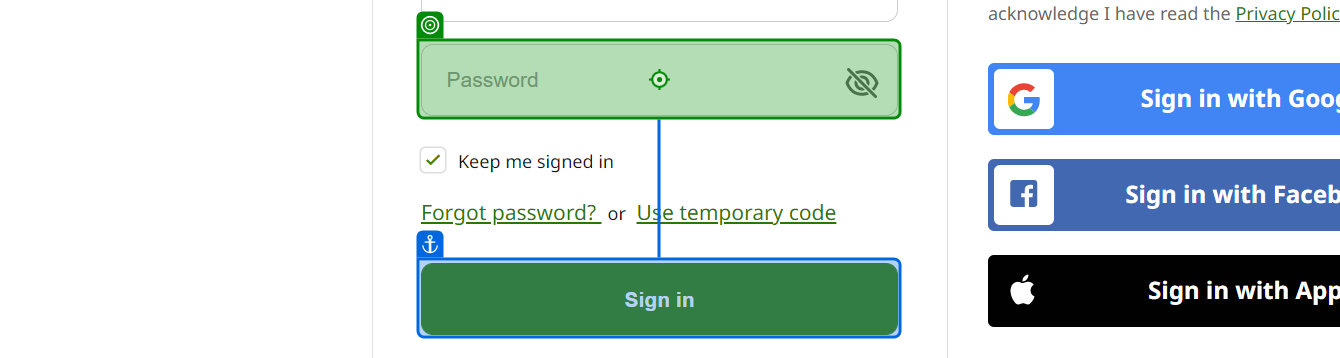 acknowledge I have read the Privacy Polic
Password
Keep me signed in
Forgot password? or Use temporary code
Sign in
Sign in with Goog
Sign in with Faceb
Sign in with App